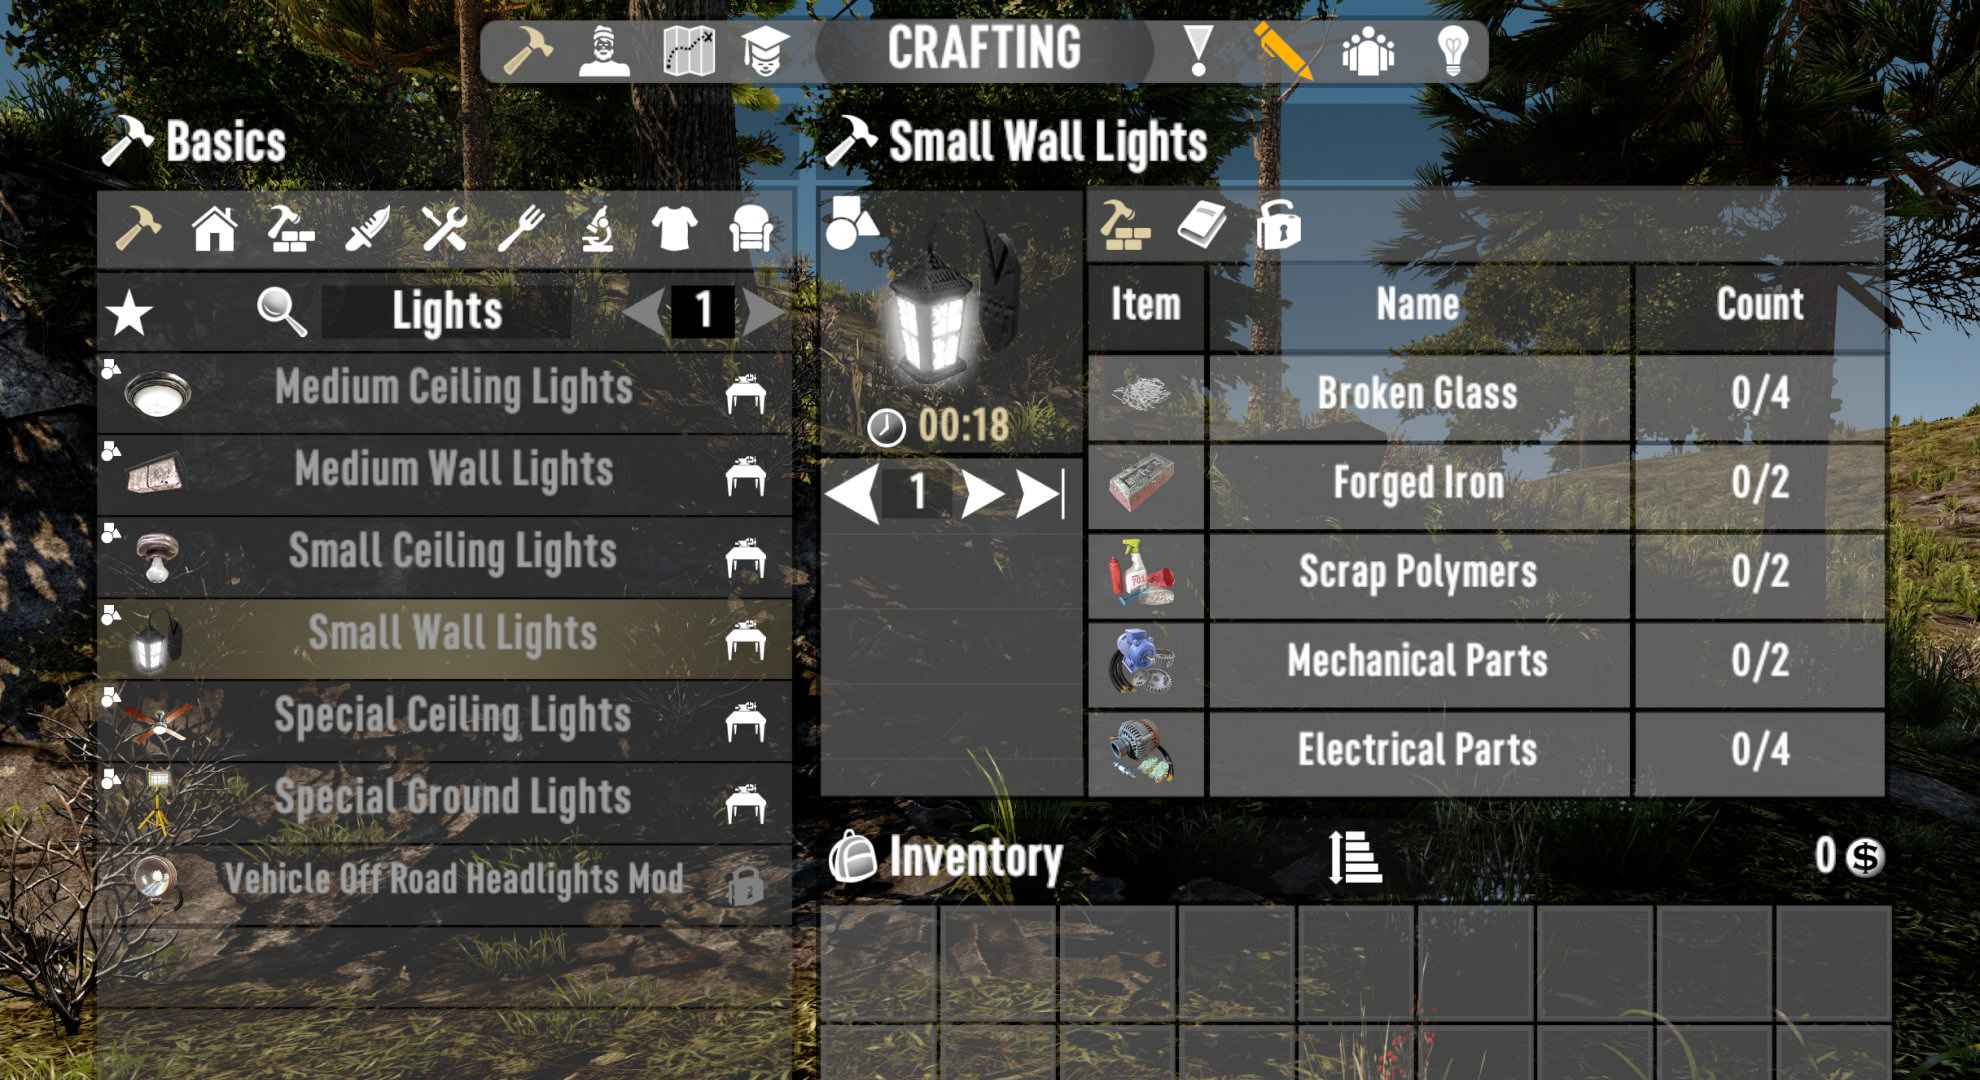 CRAFTING
Basics
Lights
1
Medium Ceiling Lights
Medium Wall Lights
Small Ceiling Lights
Small Wall Lights
Special Ceiling Lights
Special Ground Lights
Vehicle Off Road Headlights Mod
Small Wall Lights
00:18
1
Item Name Count
Broken Glass 0/4
Forged Iron 0/2
Scrap Polymers 0/2
Mechanical Parts 0/2
Electrical Parts 0/4
Inventory
0